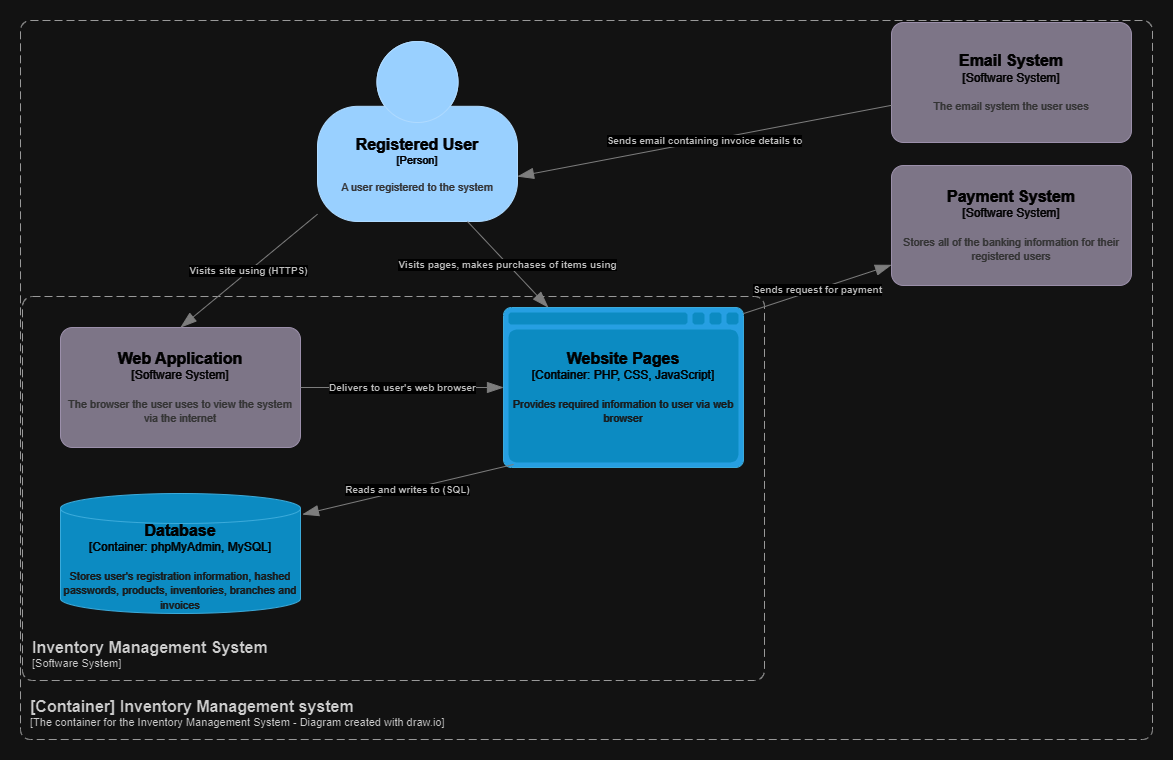 Email System
[Software System]
The email system the user uses
Sends email containing invoice details to
Registered User
[Person]
A user registered to the system
Payment System
[Software System]
Stores all of the banking information for their
registered users
Visits site using (HTTPS)
Visits pages, makes purchases of items using
Sends request for payment
Web Application
[Software System]
The browser the user uses to view the system
via the internet
Delivers to user's web browser
Website Pages
[Container: PHP, CSS, JavaScript]
Provides required information to user via web
browser
Reads and writes to (SQL)
Database
[Container: phpMyAdmin, MySQL]
Stores user's registration information, hashed
passwords, products, inventories, branches and
invoices
Inventory Management System
[Software System]
[Container] Inventory Management system
[The container for the Inventory Management System - Diagram created with draw.io]